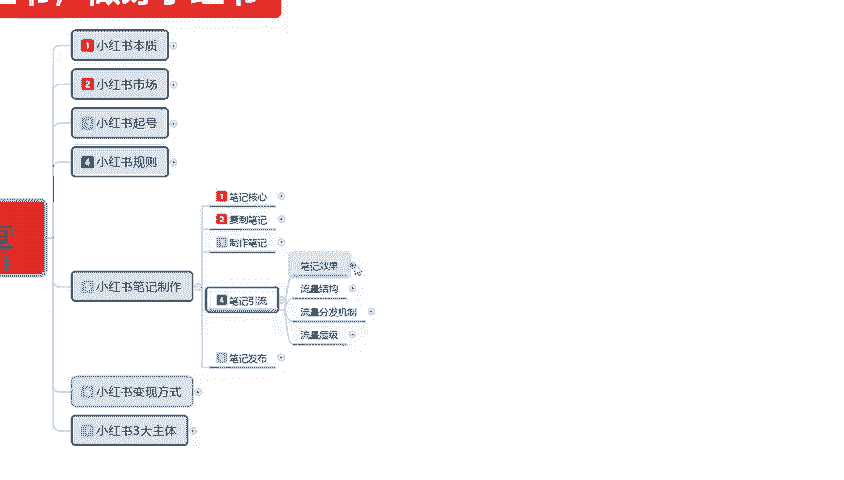 1 小红书本质
2 小红书市场
小红书起号
4 小红书规则
小红书笔记制作
1 笔记核心
2 复制笔记
制作笔记
4 笔记引流
笔记效果
流量结构
流量分发机制
流量层级
笔记发布
小红书变现方式
小红书3大主体